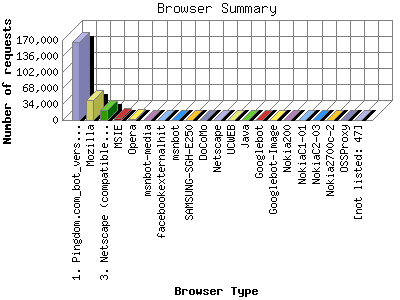 Browser Summary
Number of requests
170,000
136,000
102,000
68,000
34,000
0
1. Pingdom.com_bot_vers...
Mozilla
3. Netscape (compatible...
MSIE
Opera
msnbot-media
facebookexternalhit
msnbot
SAMSUNG-SGH-E250
DoCoMo
Netscape
UCWEB
Java
Googlebot
Googlebot-Image
Nokia200
NokiaC1-01
NokiaC2-03
Nokia2700c-2
OSSProxy
[not listed: 47]
Browser Type